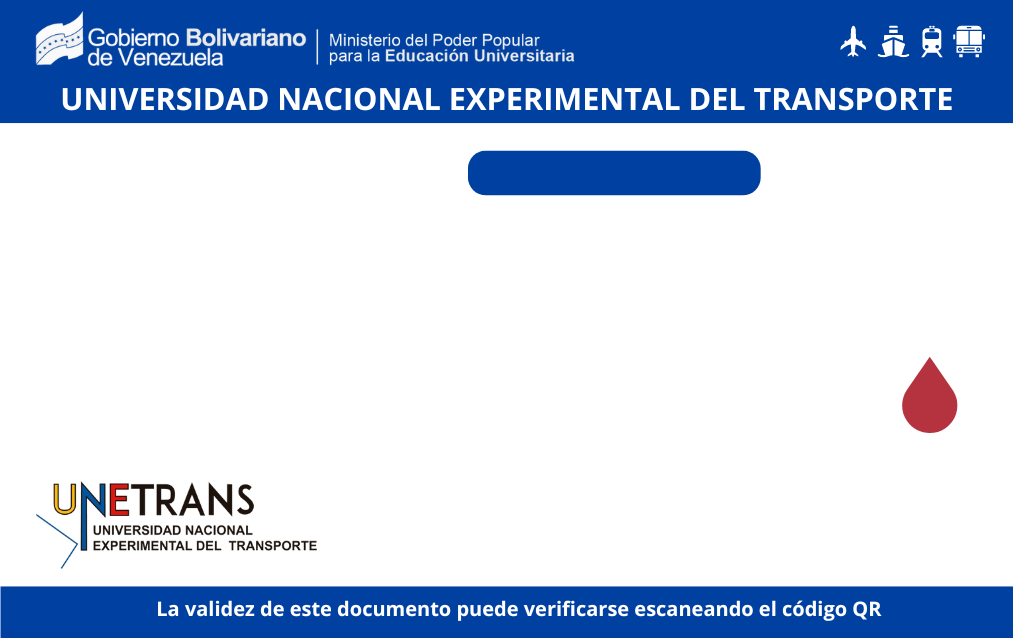 Gobierno Bolivariano
de Venezuela
Ministerio del Poder Popular
para la Educación Universitaria
UNIVERSIDAD NACIONAL EXPERIMENTAL DEL TRANSPORTE
UNETRANS
UNIVERSIDAD NACIONAL
EXPERIMENTAL DEL TRANSPORTE
La validez de este documento puede verificarse escaneando el código QR